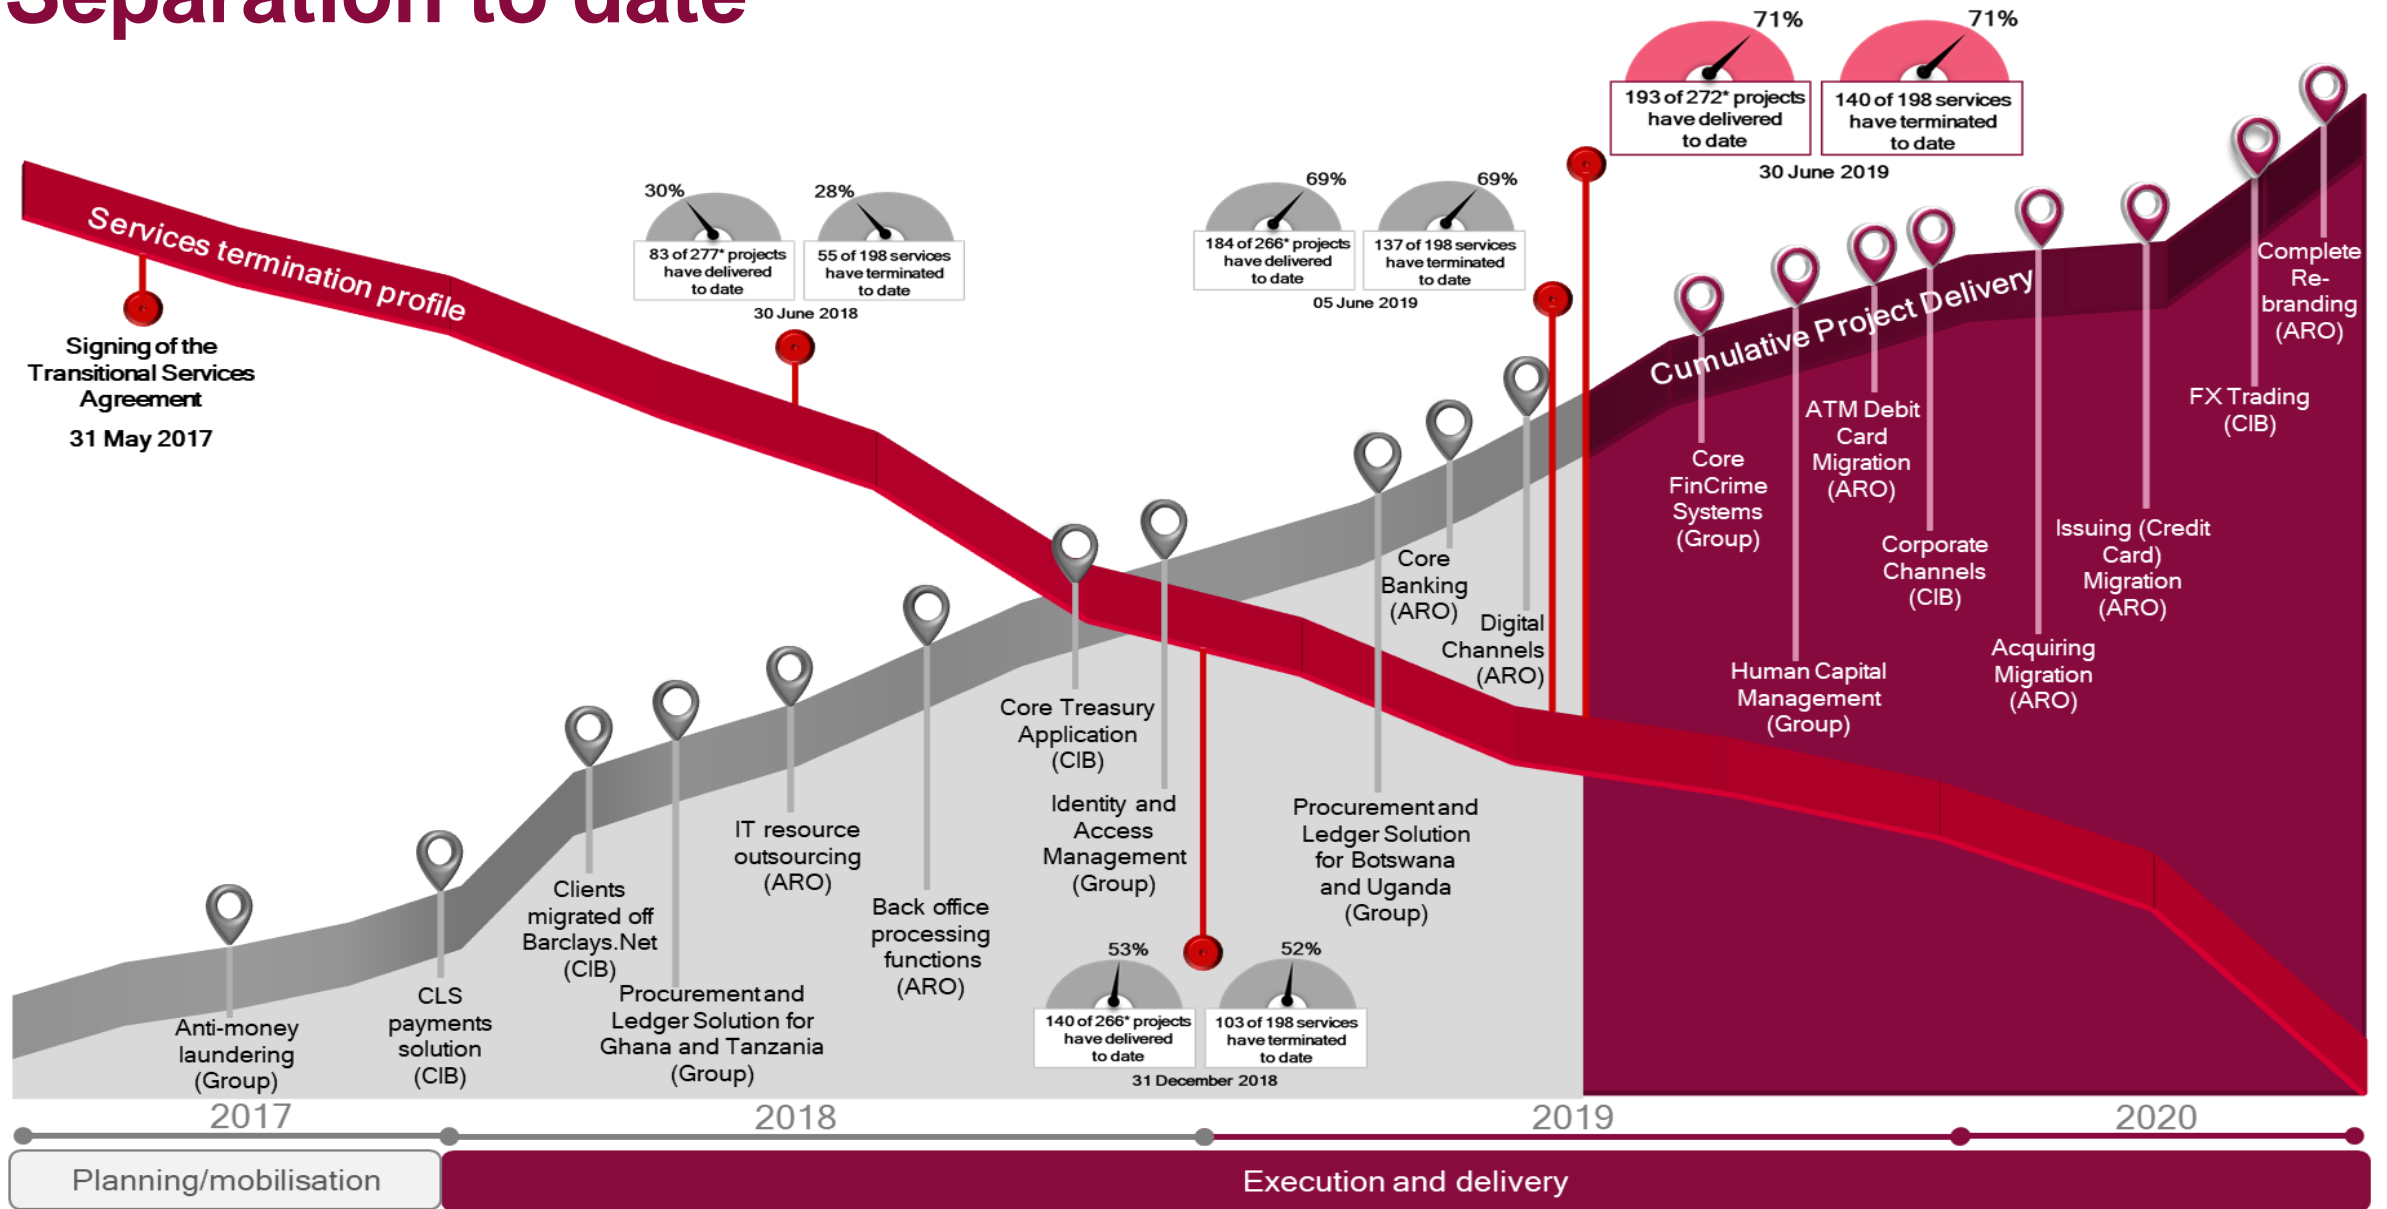 Separation to date
71%
193 of 272* projects
have delivered
to date
71%
140 of 198 services
have terminated
to date
30 June 2019
Services termination profile
30%
83 of 277* projects
have delivered
to date
28%
55 of 198 services
have terminated
to date
30 June 2018
69%
184 of 266* projects
have delivered
to date
69%
137 of 198 services
have terminated
to date
05 June 2019
Signing of the
Transitional Services
Agreement
31 May 2017
Cumulative Project Delivery
Complete
Re-
branding
(ARO)
FX Trading
(CIB)
ATM Debit
Card
Migration
(ARO)
Core
FinCrime
Systems
(Group)
Corporate
Channels
(CIB)
Issuing (Credit
Card)
Migration
(ARO)
Human Capital
Management
(Group)
Acquiring
Migration
(ARO)
Core
Banking
(ARO)
Digital
Channels
(ARO)
Core Treasury
Application
(CIB)
Identity and
Access
Management
(Group)
Procurement and
Ledger Solution
for Botswana
and Uganda
(Group)
IT resource
outsourcing
(ARO)
Back office
processing
functions
(ARO)
Clients
migrated off
Barclays.Net
(CIB)
Procurement and
Ledger Solution for
Ghana and Tanzania
(Group)
CLS
payments
solution
(CIB)
Anti-money
laundering
(Group)
53%
140 of 266* projects
have delivered
to date
52%
103 of 198 services
have terminated
to date
31 December 2018
2017
2018
2019
2020
Planning/mobilisation
Execution and delivery